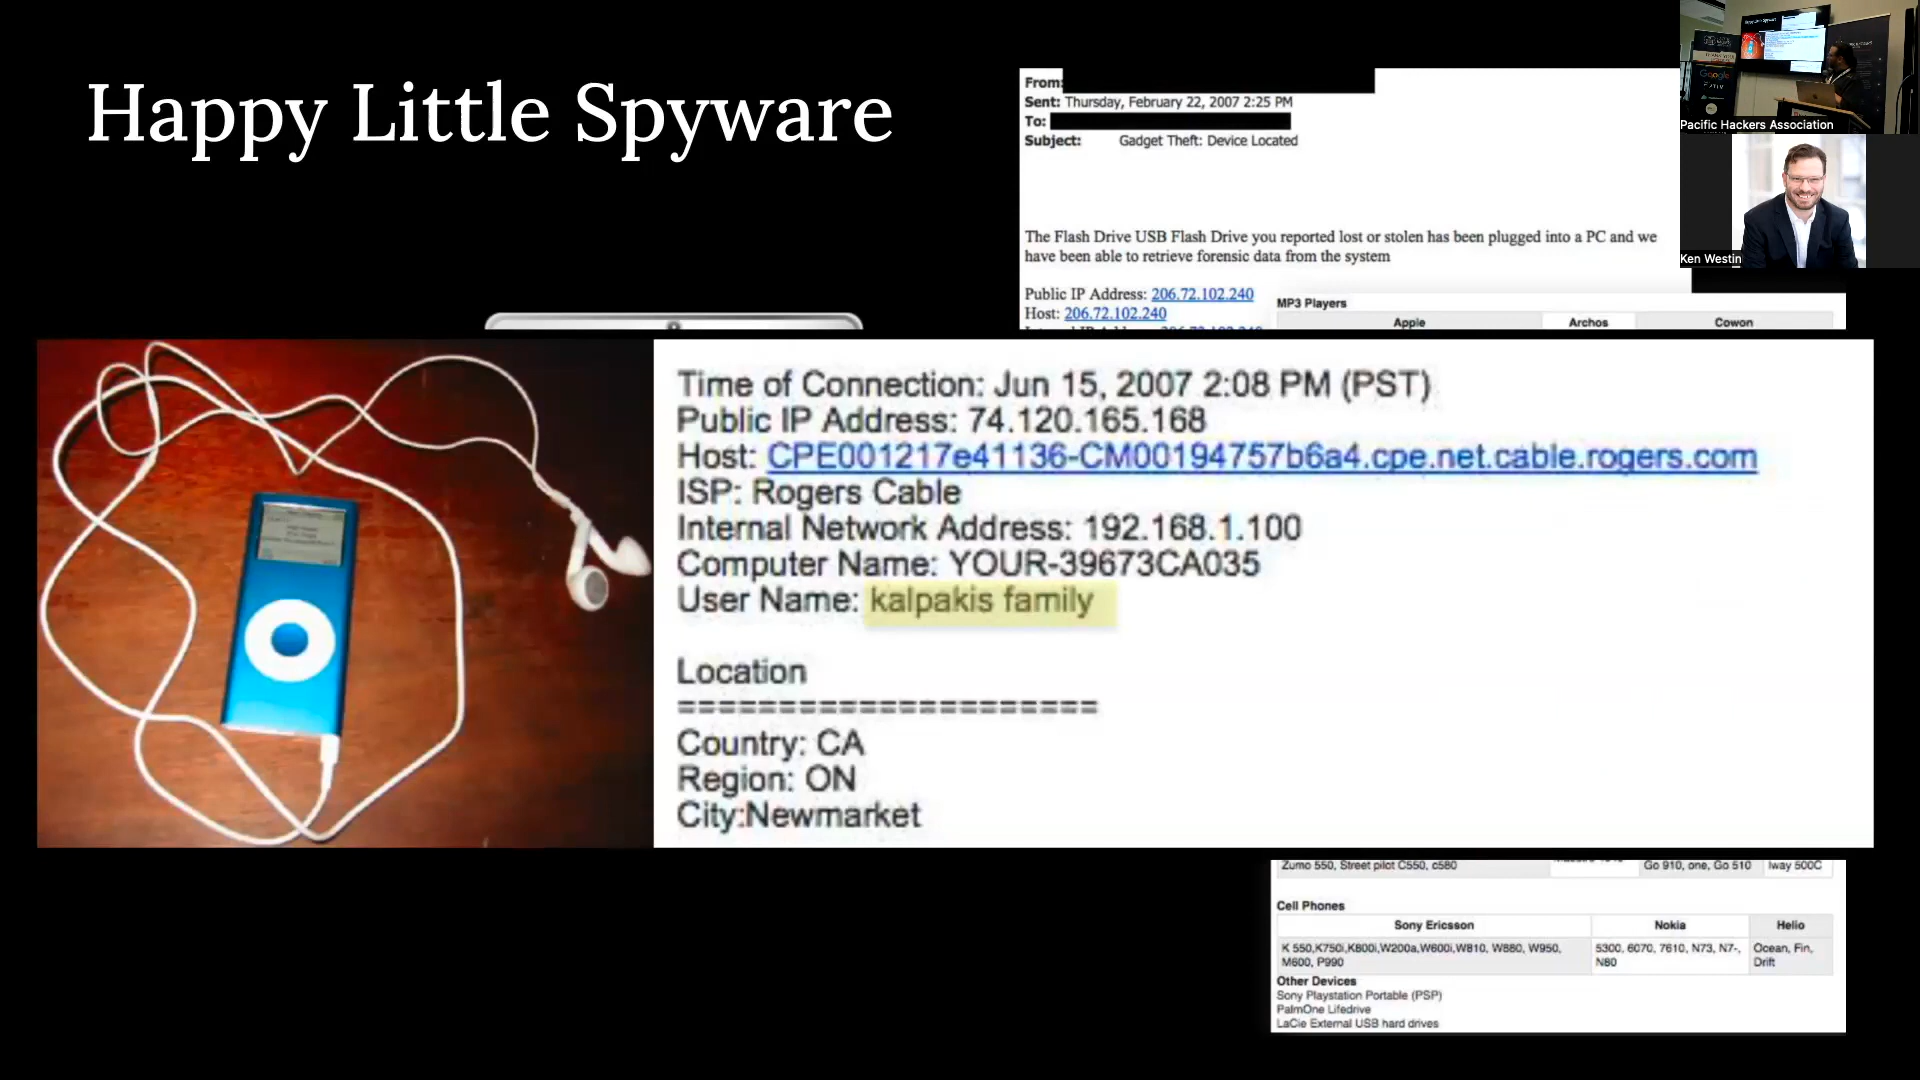 Happy Little Spyware
From:
Sent: Thursday, February 22, 2007 2:25 PM
To:
Subject: Gadget Theft: Device Located
The Flash Drive USB Flash Drive you reported lost or stolen has been plugged into a PC and we
have been able to retrieve forensic data from the system
Public IP Address: 206.72.102.240
Host: 206.72.102.240
MP3 Players
Apple Archos Cowon
Pacific Hackers Association
Ken Westin
Time of Connection: Jun 15, 2007 2:08 PM (PST)
Public IP Address: 74.120.165.168
Host: CPE001217e41136-CM00194757b6a4.cpe.net.cable.rogers.com
ISP: Rogers Cable
Internal Network Address: 192.168.1.100
Computer Name: YOUR-39673CA035
User Name: kalpakis family
Location
=====================
Country: CA
Region: ON
City:Newmarket
Zumo 550, Street pilot C550, c580 Go 910, one, Go 510 Iway 500C
Cell Phones
Sony Ericsson Nokia Helio
K 550,K750i,K800i,W200a,W600i,W810, W880, W950, 5300, 6070, 7610, N73, N7-, Ocean, Fin,
M600, P990 N80 Drift
Other Devices
Sony Playstation Portable (PSP)
PalmOne Lifedrive
LaCie External USB hard drives